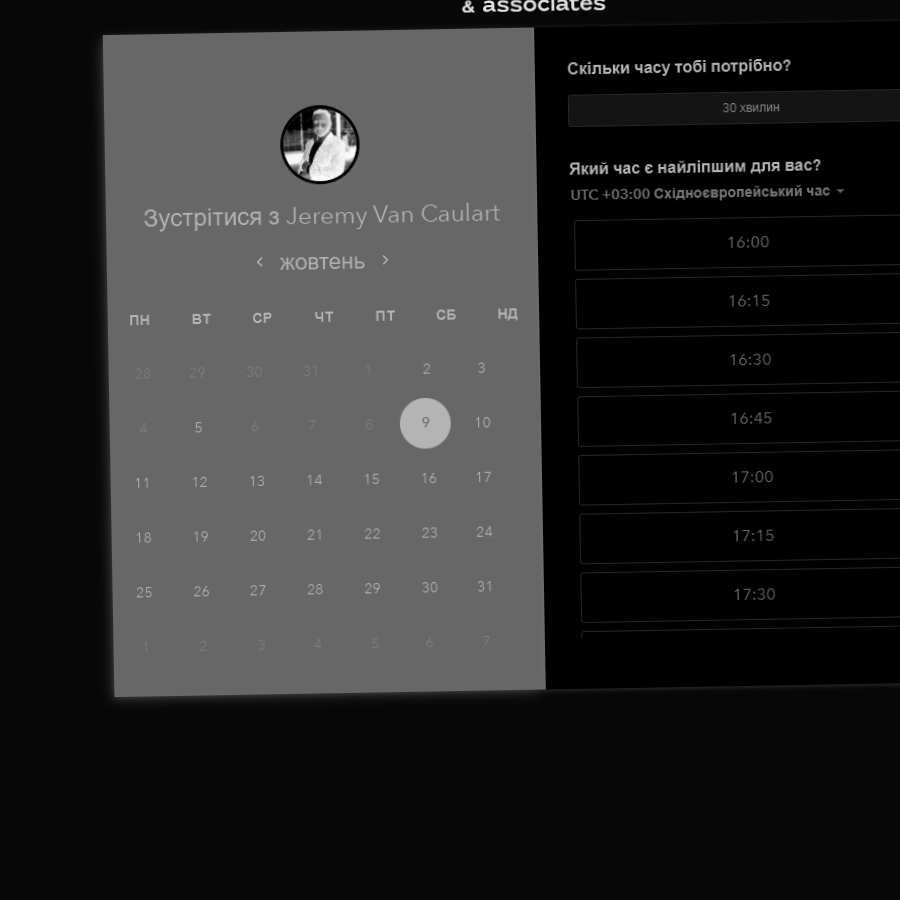 & associates
Зустрітися з Jeremy Van Caulart
‹ жовтень ›
ПН ВТ СР ЧТ ПТ СБ НД
28 29 30 31 1 2 3
4 5 6 7 8 9 10
11 12 13 14 15 16 17
18 19 20 21 22 23 24
25 26 27 28 29 30 31
1 2 3 4 5 6 7
Скільки часу тобі потрібно?
30 хвилин
Який час є найліпшим для вас?
UTC +03:00 Східноєвропейський час
16:00
16:15
16:30
16:45
17:00
17:15
17:30